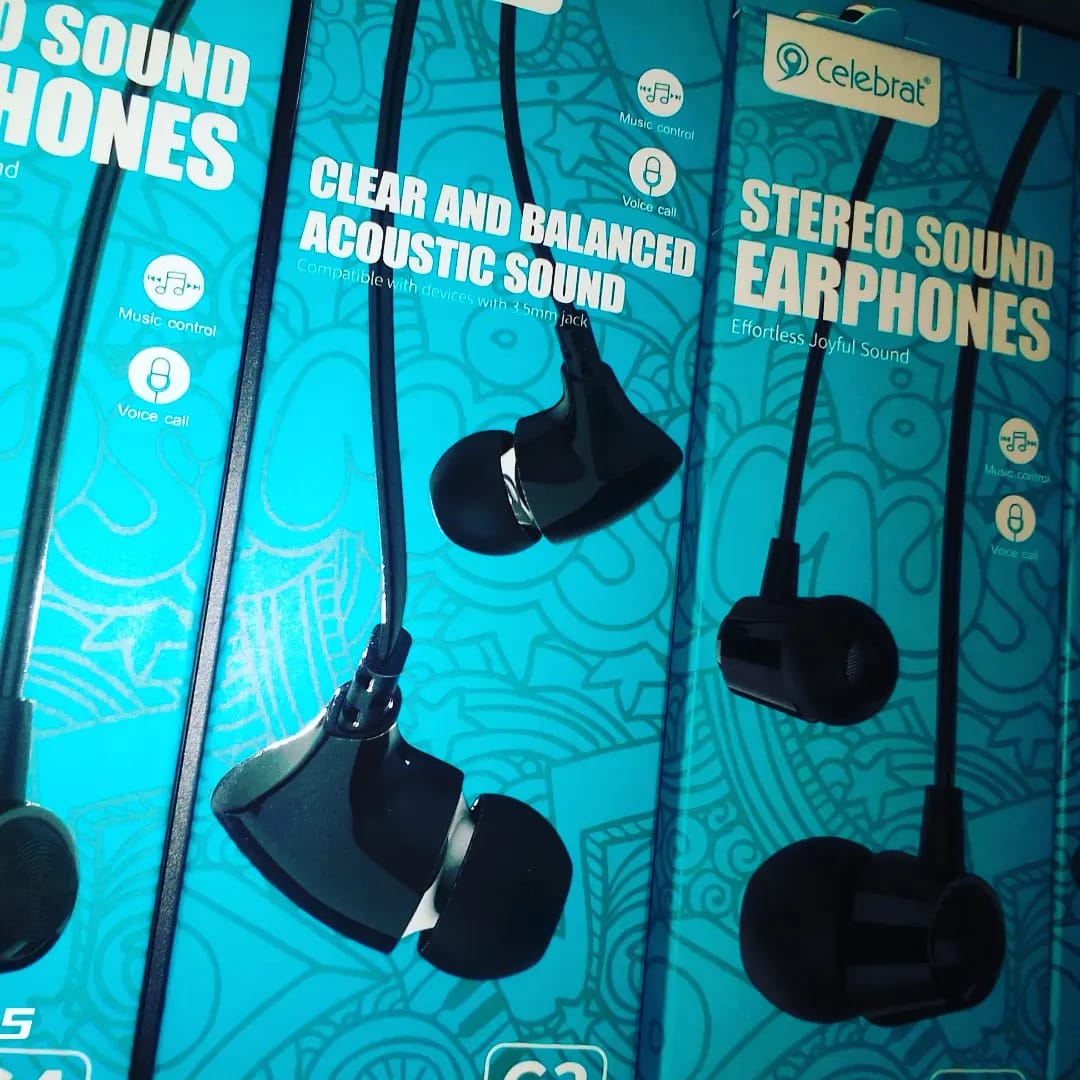 SOUND
HONES
Music control
Voice call
5
Music control
Voice call
CLEAR AND BALANCED
ACOUSTIC SOUND
Compatible with devices with 3.5mm jack
Celebrat®
STEREO SOUND
EARPHONES
Effortless Joyful Sound
Music control
Voice call